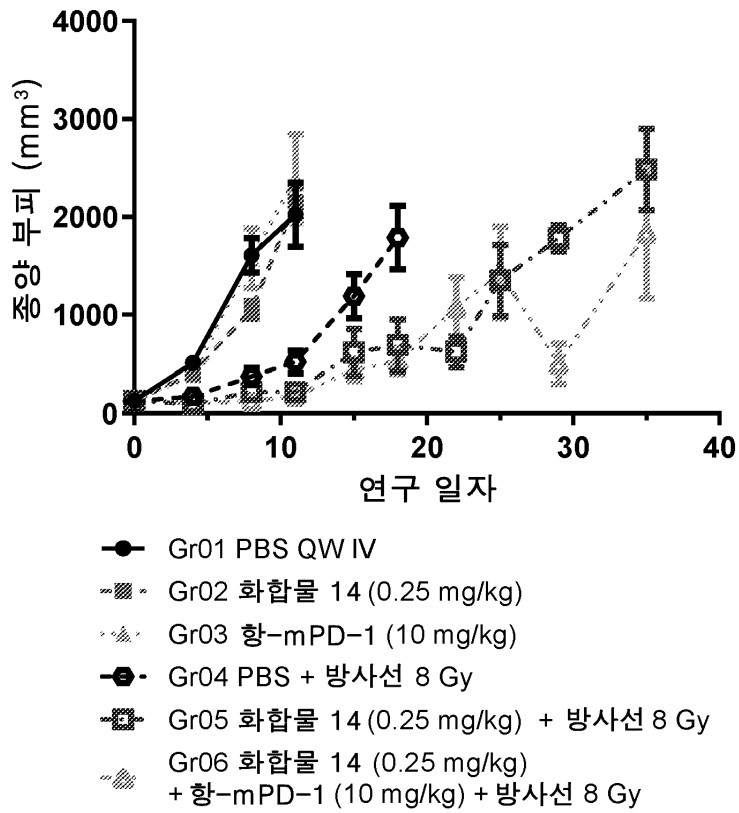 4000
3000
2000
1000
0
종양 부피 (mm³)
0 10 20 30 40
연구 일자
Gr01 PBS QW IV
Gr02 화합물 14 (0.25 mg/kg)
Gr03 항-mPD-1 (10 mg/kg)
Gr04 PBS + 방사선 8 Gy
Gr05 화합물 14 (0.25 mg/kg) + 방사선 8 Gy
Gr06 화합물 14 (0.25 mg/kg)
+ 항-mPD-1 (10 mg/kg) + 방사선 8 Gy